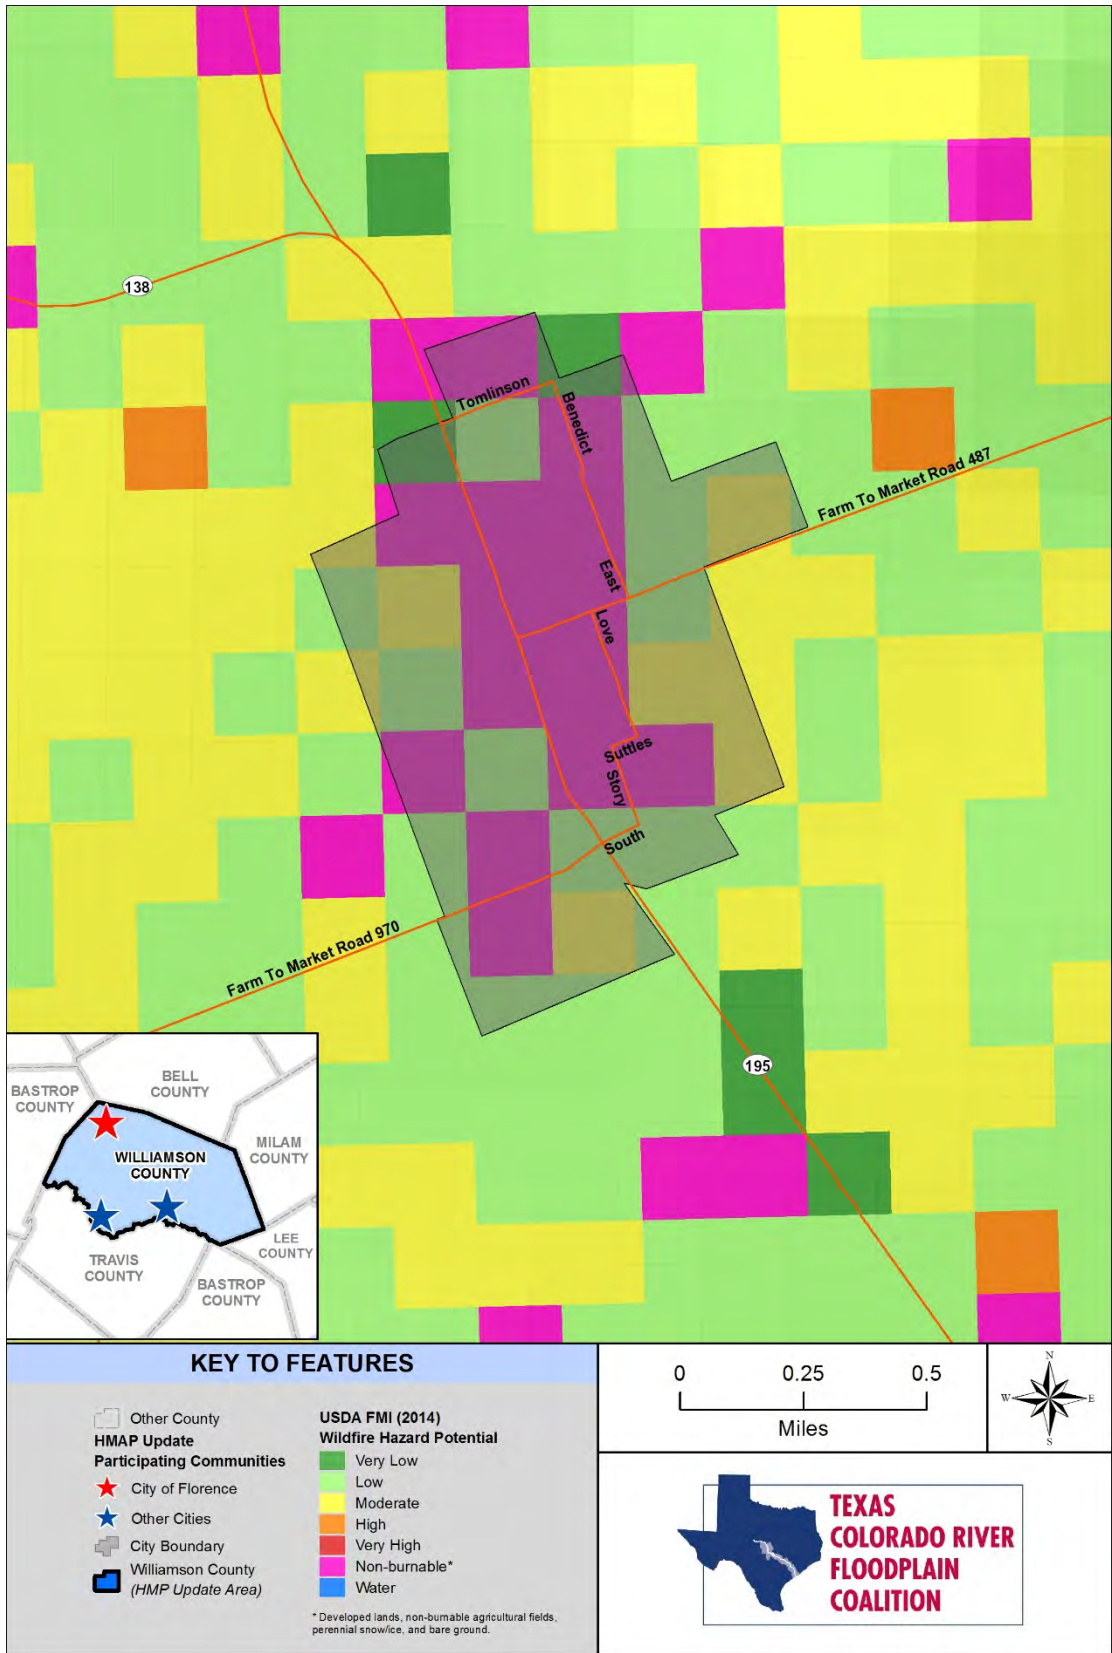 138
Tomlinson
Benedict
Farm To Market Road 487
East
Love
Suttles
Story
South
Farm To Market Road 970
195
BELL
COUNTY
BASTROP
COUNTY
MILAM
COUNTY
WILLIAMSON
COUNTY
LEE
COUNTY
TRAVIS
COUNTY
BASTROP
COUNTY
KEY TO FEATURES
Other County
HMAP Update
Participating Communities
City of Florence
Other Cities
City Boundary
Williamson County
(HMP Update Area)
USDA FMI (2014)
Wildfire Hazard Potential
Very Low
Low
Moderate
High
Very High
Non-burnable*
Water
* Developed lands, non-burnable agricultural fields,
perennial snow/ice, and bare ground.
0 0.25 0.5
Miles
N
W E
S
TEXAS
COLORADO RIVER
FLOODPLAIN
COALITION